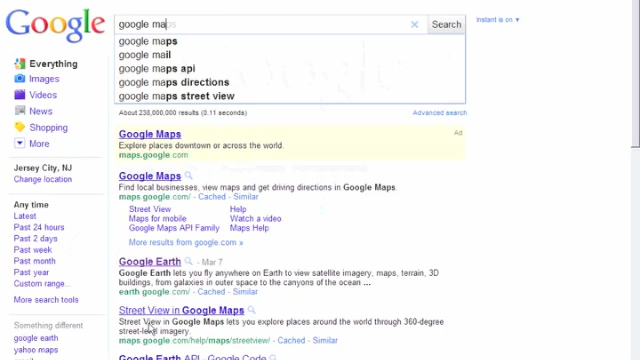 Google
google maps
Search
Instant is on ▼
google maps
google mail
google maps api
google maps directions
google maps street view
About 238,000,000 results (0.11 seconds)
Advanced search
Everything
Images
Videos
News
Shopping
More
Jersey City, NJ
Change location
Any time
Latest
Past 24 hours
Past 2 days
Past week
Past month
Past year
Custom range...
More search tools
Something different
google earth
yahoo maps
Google Maps
Ad
Explore places downtown or across the world.
maps.google.com
Google Maps
Find local businesses, view maps and get driving directions in Google Maps.
maps.google.com/ - Cached - Similar
Street View Help
Maps for mobile Watch a video
Google Maps API Family Maps Help
More results from google.com »
Google Earth - Mar 7
Google Earth lets you fly anywhere on Earth to view satellite imagery, maps, terrain, 3D
buildings, from galaxies in outer space to the canyons of the ocean ...
earth.google.com/ - Cached - Similar
Street View in Google Maps
Street View in Google Maps lets you explore places around the world through 360-degree
street-level imagery.
maps.google.com/help/maps/streetview/ - Cached - Similar
Google Earth API - Google Code